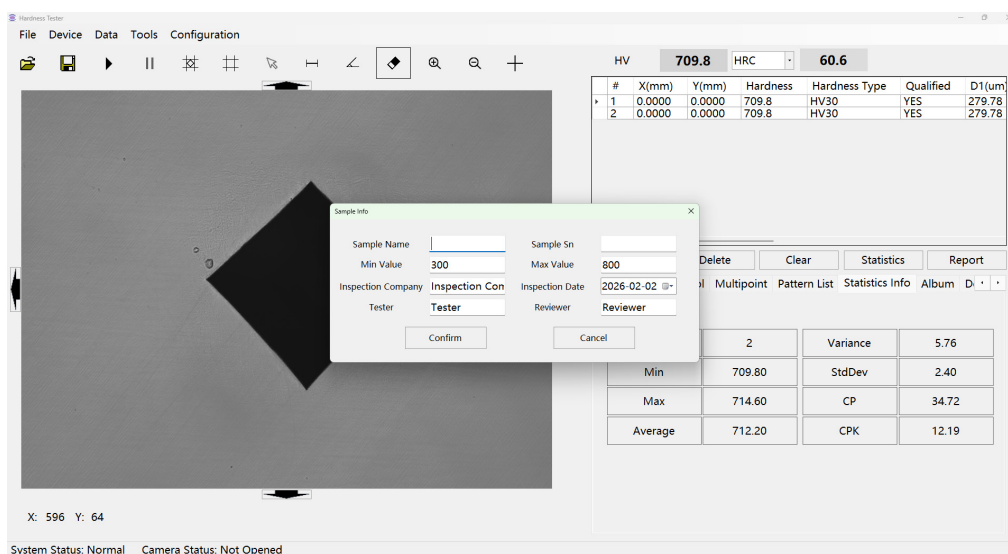 Hardness Tester
File Device Data Tools Configuration
HV 709.8 HRC 60.6
# X(mm) Y(mm) Hardness Hardness Type Qualified D1(um)
1 0.0000 0.0000 709.8 HV30 YES 279.78
2 0.0000 0.0000 709.8 HV30 YES 279.78
Sample Info
Sample Name Sample Sn
Min Value 300 Max Value 800
Inspection Company Inspection Con Inspection Date 2026-02-02
Tester Tester Reviewer Reviewer
Confirm Cancel
Delete Clear Statistics Report
ol Multipoint Pattern List Statistics Info Album D
2 Variance 5.76
Min 709.80 StdDev 2.40
Max 714.60 CP 34.72
Average 712.20 CPK 12.19
X: 596 Y: 64
System Status: Normal Camera Status: Not Opened